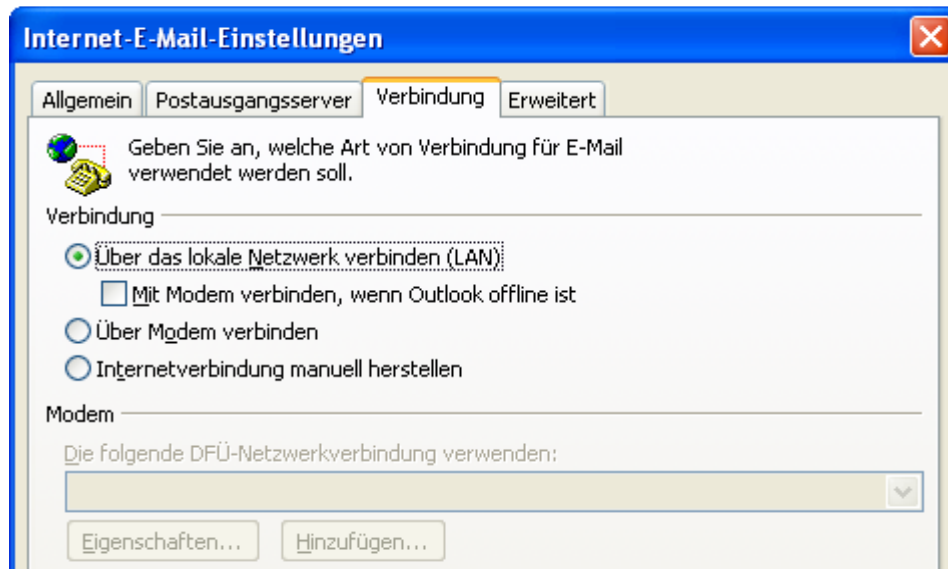 Internet-E-Mail-Einstellungen
Allgemein Postausgangsserver Verbindung Erweitert
Geben Sie an, welche Art von Verbindung für E-Mail
verwendet werden soll.
Verbindung
Über das lokale Netzwerk verbinden (LAN)
Mit Modem verbinden, wenn Outlook offline ist
Über Modem verbinden
Internetverbindung manuell herstellen
Modem
Die folgende DFÜ-Netzwerkverbindung verwenden:
Eigenschaften... Hinzufügen...